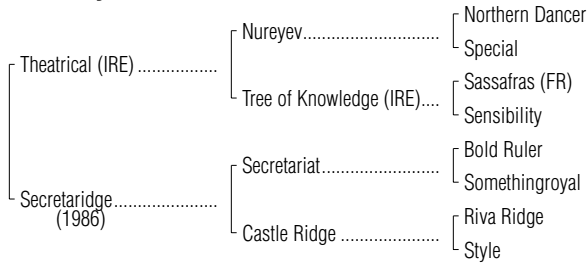 Northern Dancer
Nureyev
Special
Theatrical (IRE)
Sassafras (FR)
Tree of Knowledge (IRE)
Sensibility
Bold Ruler
Secretariat
Somethingroyal
Secretaridge
(1986)
Riva Ridge
Castle Ridge
Style